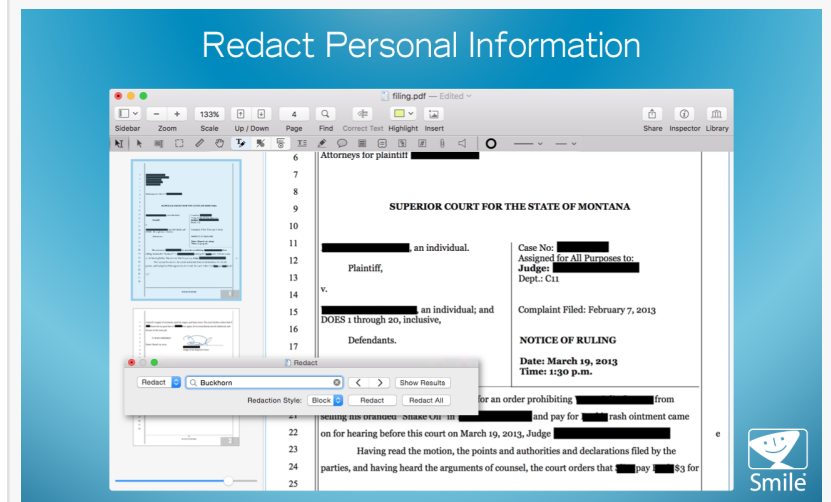 Redact Personal Information
filing.pdf — Edited
133%
4
Sidebar Zoom Scale Up / Down Page Find Correct Text Highlight Insert Share Inspector Library
6 Attorneys for plaintiff
7
8
9 SUPERIOR COURT FOR THE STATE OF MONTANA
10
11 , an individual. Case No:
12 Assigned for All Purposes to:
Plaintiff, Judge:
13 Dept.: C11
14 v.
15 , an individual; and Complaint Filed: February 7, 2013
DOES 1 through 20, inclusive,
16
17 Defendants. NOTICE OF RULING
Date: March 19, 2013
Time: 1:30 p.m.
Redact
Redact Buckhorn Show Results
Redaction Style: Block Redact Redact All
for an order prohibiting from
21 selling his branded "Snake Oil" in and pay for rash ointment came
22 on for hearing before this court on March 19, 2013, Judge e
23 Having read the motion, the points and authorities and declarations filed by the
24 parties, and having heard the arguments of counsel, the court orders that pay $3 for
25
Smile